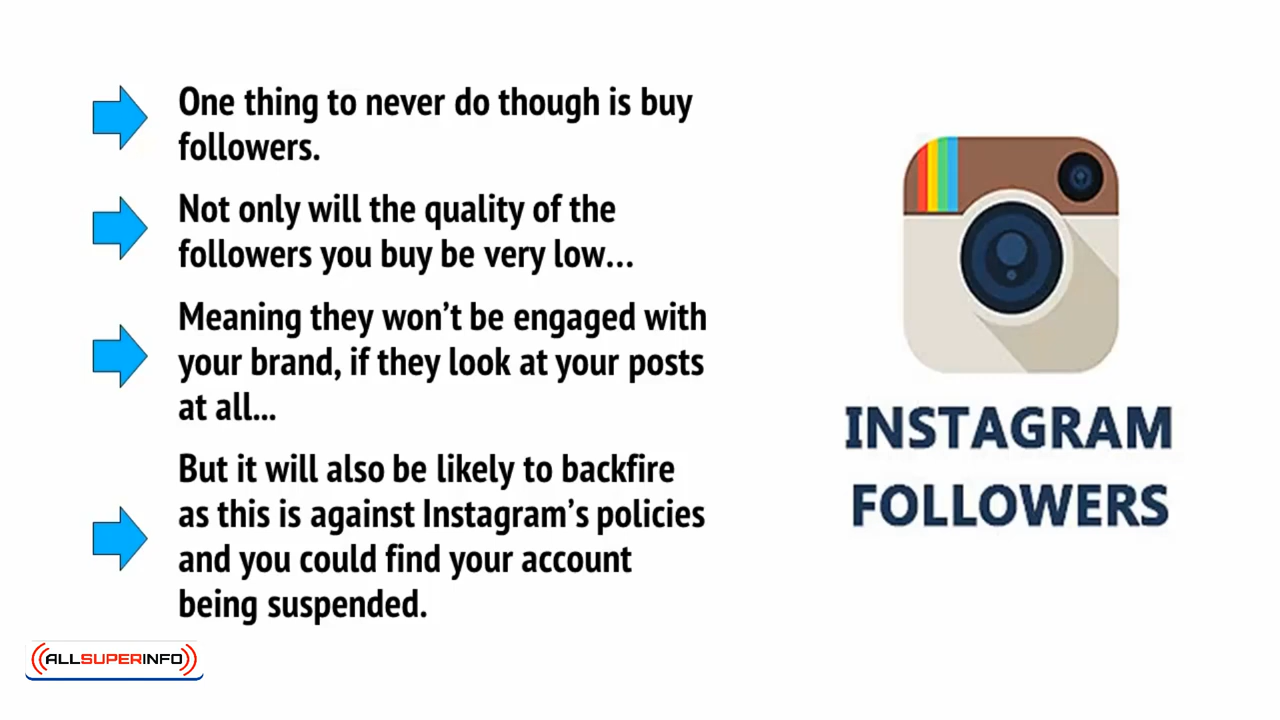 One thing to never do though is buy
followers.
Not only will the quality of the
followers you buy be very low…
Meaning they won’t be engaged with
your brand, if they look at your posts
at all...
But it will also be likely to backfire
as this is against Instagram’s policies
and you could find your account
being suspended.
INSTAGRAM
FOLLOWERS
ALLSUPERINFO